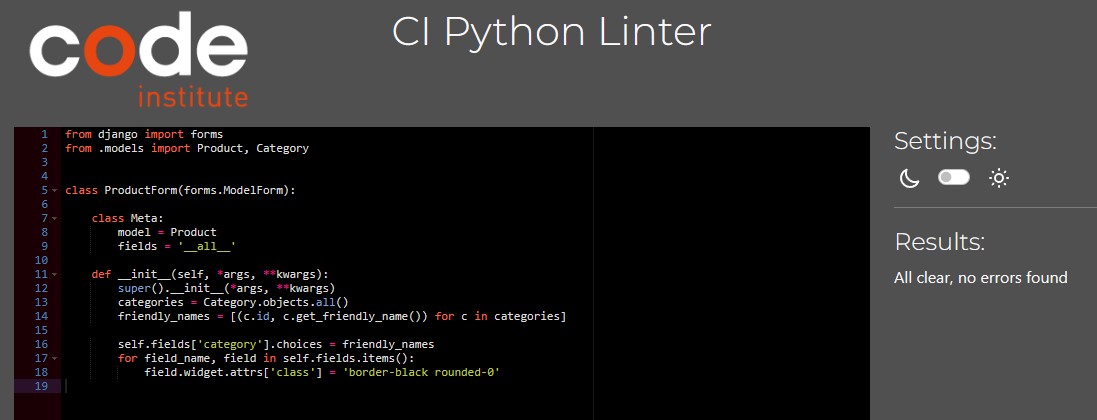 code
institute
CI Python Linter
1 from django import forms
2 from .models import Product, Category
3
4
5 class ProductForm(forms.ModelForm):
6
7     class Meta:
8         model = Product
9         fields = '__all__'
10
11     def __init__(self, *args, **kwargs):
12         super().__init__(*args, **kwargs)
13         categories = Category.objects.all()
14         friendly_names = [(c.id, c.get_friendly_name()) for c in categories]
15
16         self.fields['category'].choices = friendly_names
17         for field_name, field in self.fields.items():
18             field.widget.attrs['class'] = 'border-black rounded-0'
19
Settings:
Results:
All clear, no errors found